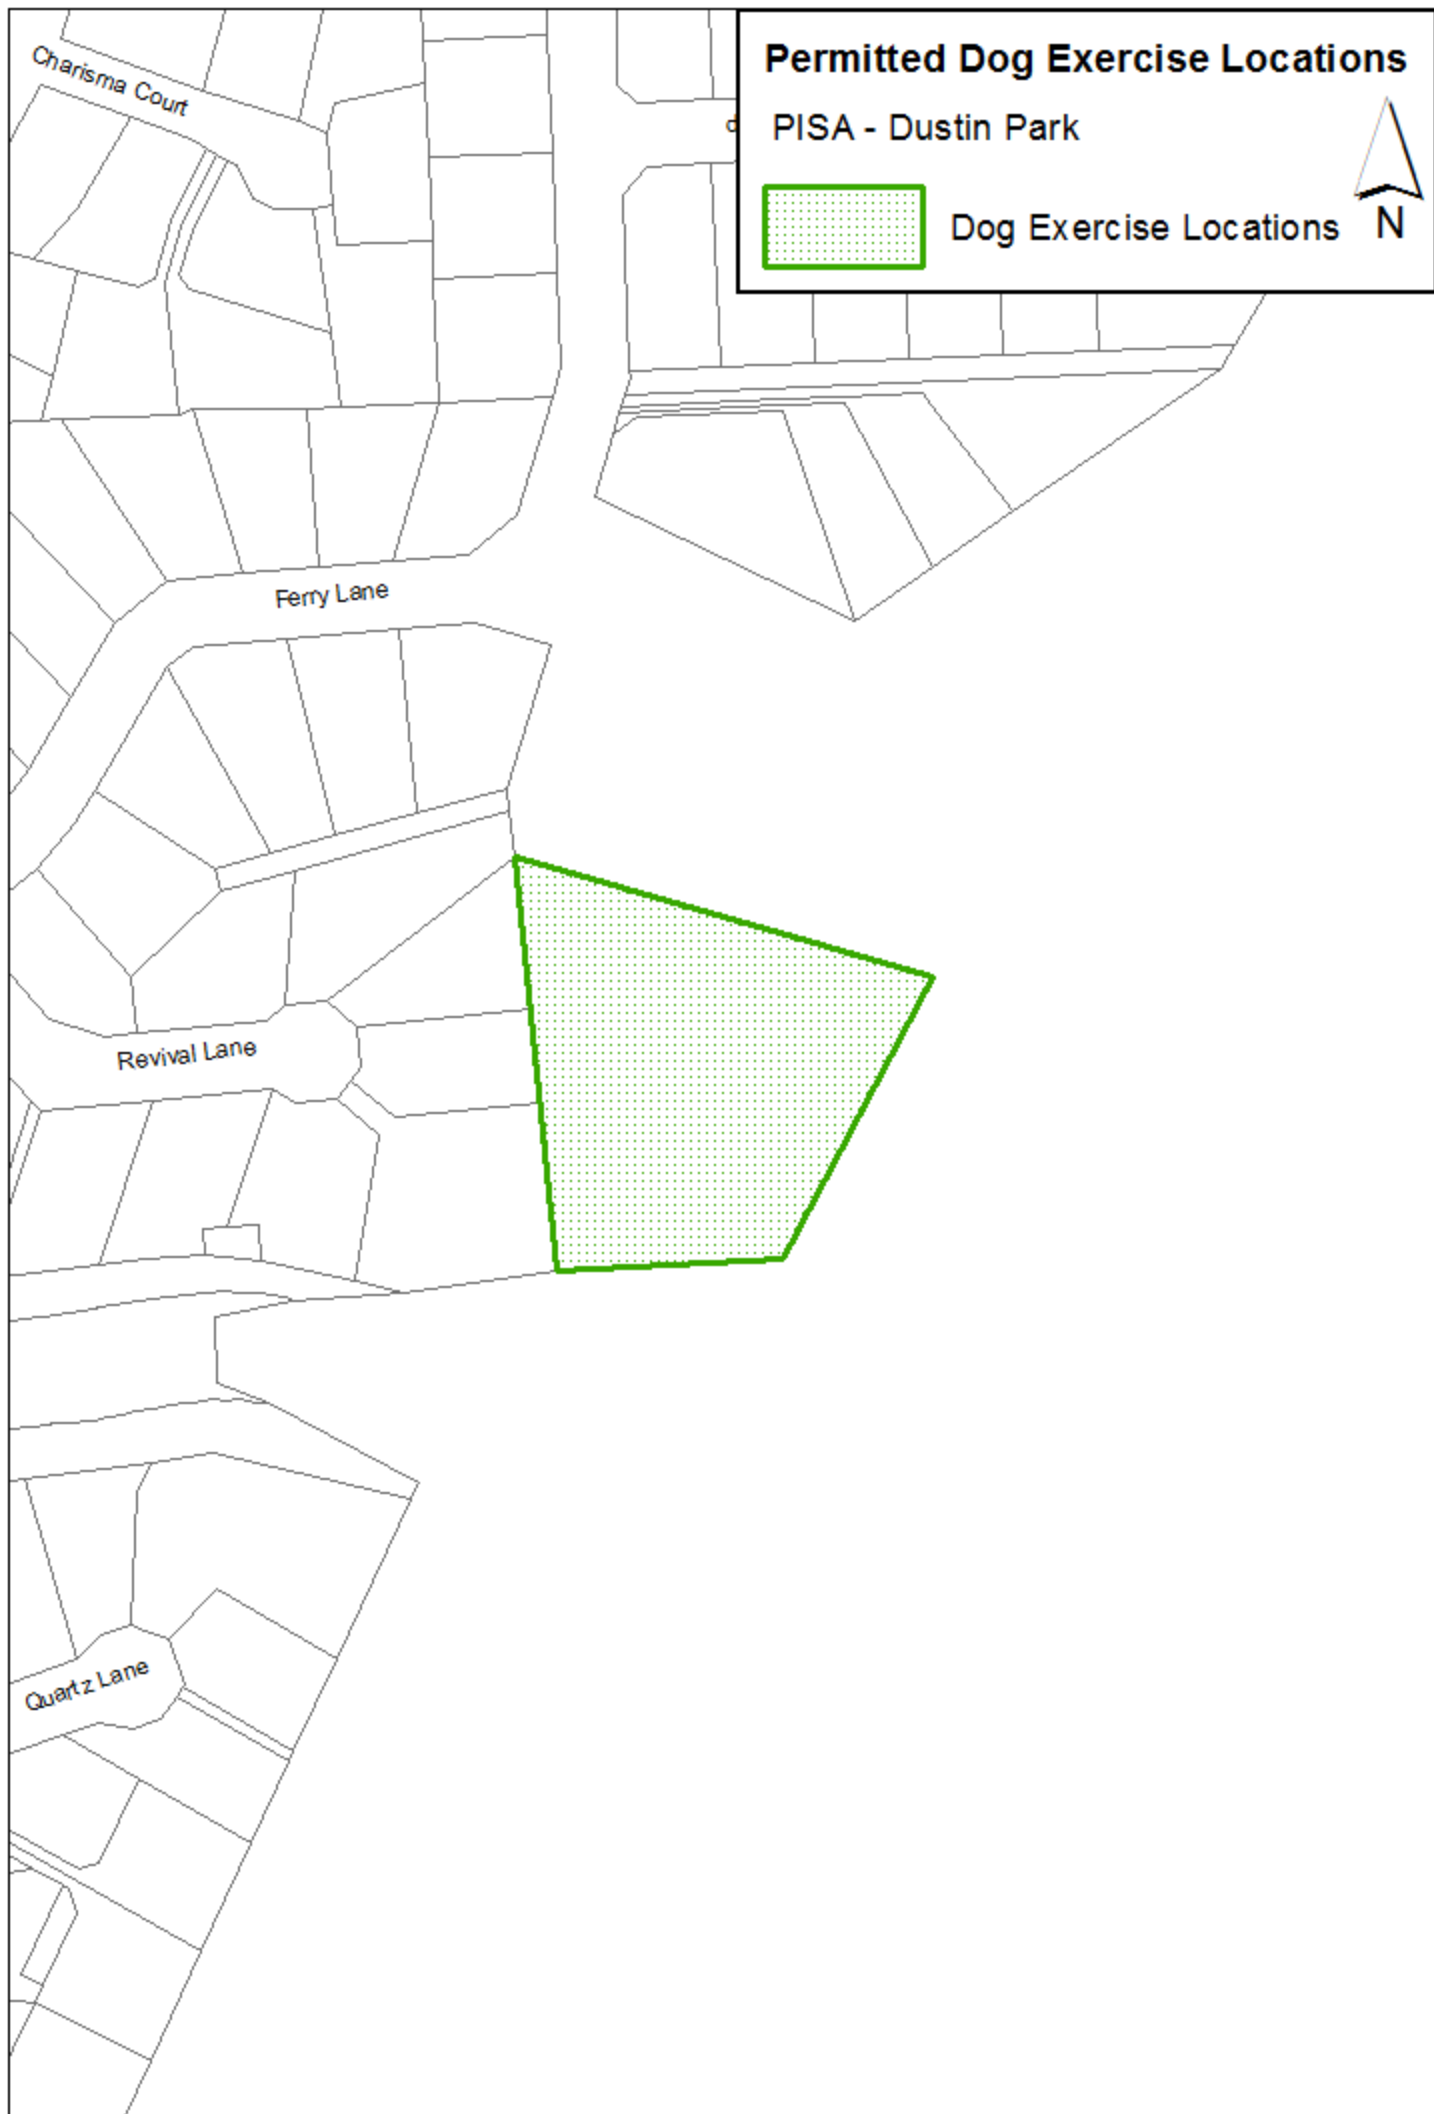 Permitted Dog Exercise Locations
PISA - Dustin Park
Dog Exercise Locations
N
Charisma Court
Ferry Lane
Revival Lane
Quartz Lane